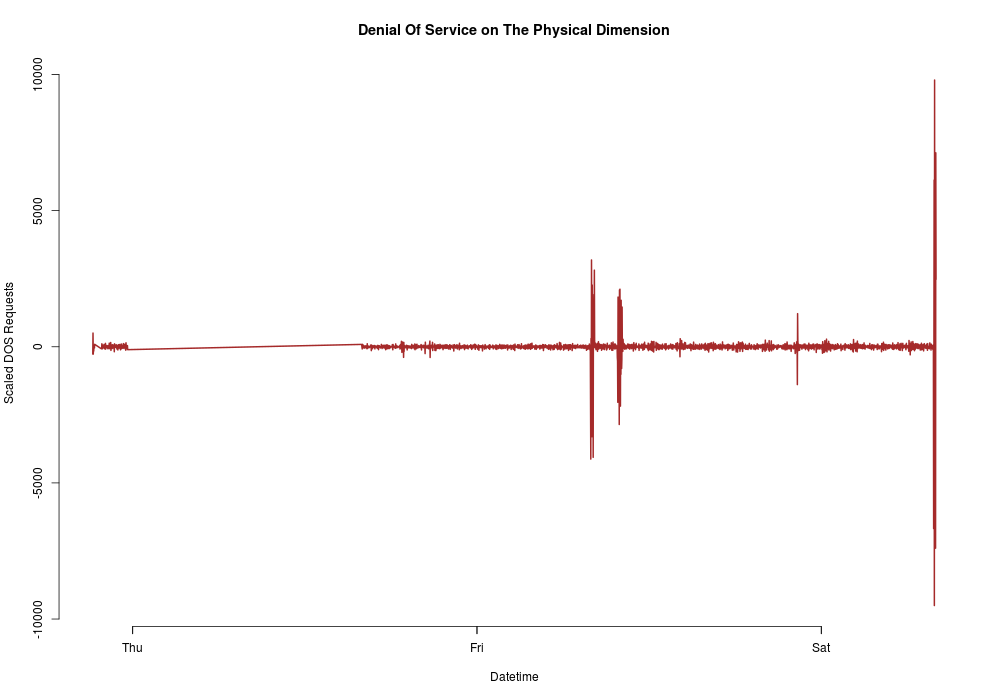 Denial Of Service on The Physical Dimension
Scaled DOS Requests
10000
5000
0
-5000
-10000
Thu
Fri
Sat
Datetime